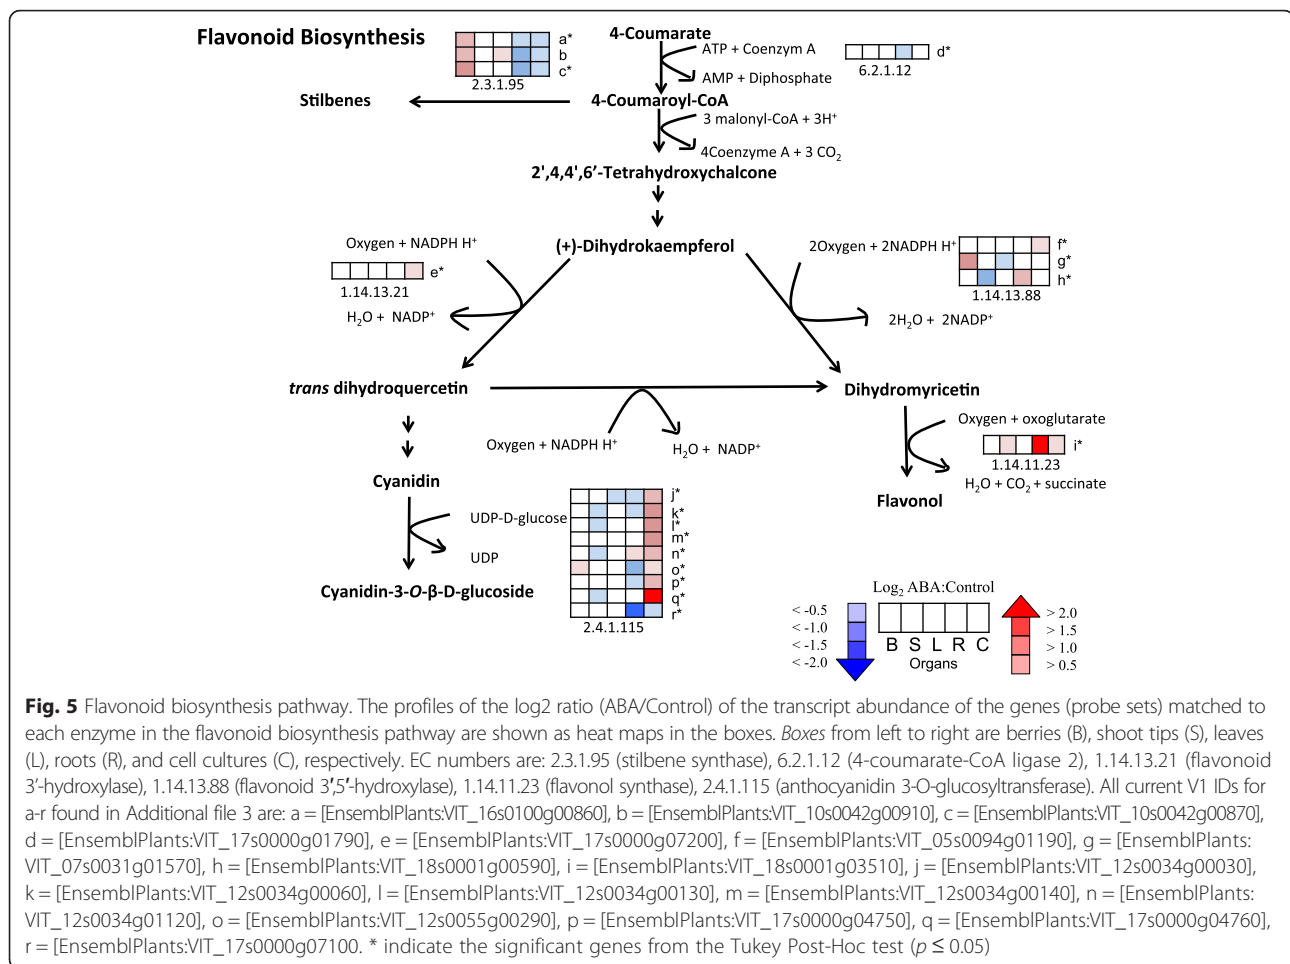 Flavonoid Biosynthesis
a*
b
c*
2.3.1.95
4-Coumarate
ATP + Coenzym A
AMP + Diphosphate
d*
6.2.1.12
Stilbenes
4-Coumaroyl-CoA
3 malonyl-CoA + 3H⁺
4Coenzyme A + 3 CO₂
2',4,4',6’-Tetrahydroxychalcone
Oxygen + NADPH H⁺
(+)-Dihydrokaempferol
2Oxygen + 2NADPH H⁺
f*
g*
h*
1.14.13.88
e*
1.14.13.21
H₂O + NADP⁺
2H₂O + 2NADP⁺
trans dihydroquercetin
Dihydromyricetin
Oxygen + NADPH H⁺
H₂O + NADP⁺
Oxygen + oxoglutarate
i*
1.14.11.23
H₂O + CO₂ + succinate
Flavonol
Cyanidin
UDP-D-glucose
UDP
Cyanidin-3-O-β-D-glucoside
j*
k*
l*
m*
n*
o*
p*
q*
r*
2.4.1.115
Log₂ ABA:Control
< -0.5
< -1.0
< -1.5
< -2.0
B S L R C
Organs
> 2.0
> 1.5
> 1.0
> 0.5
Fig. 5 Flavonoid biosynthesis pathway. The profiles of the log2 ratio (ABA/Control) of the transcript abundance of the genes (probe sets) matched to
each enzyme in the flavonoid biosynthesis pathway are shown as heat maps in the boxes. Boxes from left to right are berries (B), shoot tips (S), leaves
(L), roots (R), and cell cultures (C), respectively. EC numbers are: 2.3.1.95 (stilbene synthase), 6.2.1.12 (4-coumarate-CoA ligase 2), 1.14.13.21 (flavonoid
3′-hydroxylase), 1.14.13.88 (flavonoid 3′,5′-hydroxylase), 1.14.11.23 (flavonol synthase), 2.4.1.115 (anthocyanidin 3-O-glucosyltransferase). All current V1 IDs for
a-r found in Additional file 3 are: a = [EnsemblPlants:VIT_16s0100g00860], b = [EnsemblPlants:VIT_10s0042g00910], c = [EnsemblPlants:VIT_10s0042g00870],
d = [EnsemblPlants:VIT_17s0000g01790], e = [EnsemblPlants:VIT_17s0000g07200], f = [EnsemblPlants:VIT_05s0094g01190], g = [EnsemblPlants:
VIT_07s0031g01570], h = [EnsemblPlants:VIT_18s0001g00590], i = [EnsemblPlants:VIT_18s0001g03510], j = [EnsemblPlants:VIT_12s0034g00030],
k = [EnsemblPlants:VIT_12s0034g00060], l = [EnsemblPlants:VIT_12s0034g00130], m = [EnsemblPlants:VIT_12s0034g00140], n = [EnsemblPlants:
VIT_12s0034g01120], o = [EnsemblPlants:VIT_12s0055g00290], p = [EnsemblPlants:VIT_17s0000g04750], q = [EnsemblPlants:VIT_17s0000g04760],
r = [EnsemblPlants:VIT_17s0000g07100. * indicate the significant genes from the Tukey Post-Hoc test (p ≤ 0.05)